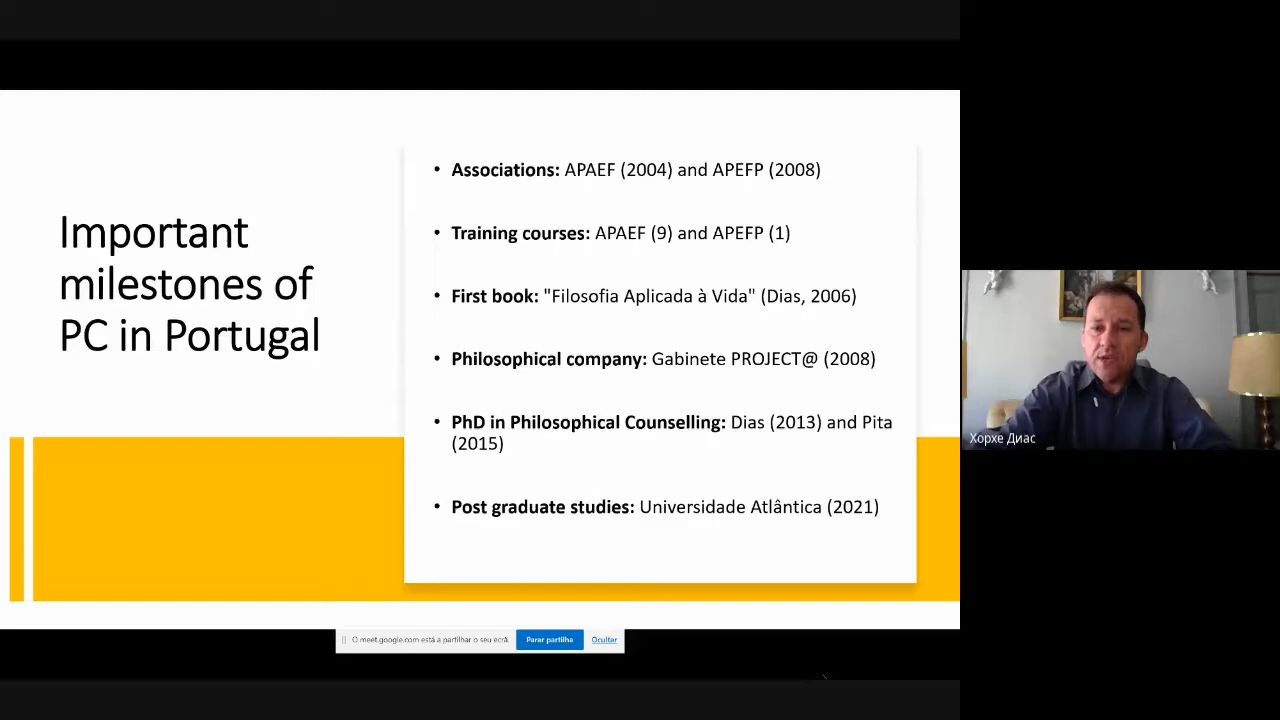 Important
milestones of
PC in Portugal
• Associations: APAEF (2004) and APEFP (2008)
• Training courses: APAEF (9) and APEFP (1)
• First book: "Filosofia Aplicada à Vida" (Dias, 2006)
• Philosophical company: Gabinete PROJECT@ (2008)
• PhD in Philosophical Counselling: Dias (2013) and Pita
(2015)
• Post graduate studies: Universidade Atlântica (2021)
Хорхе Диас
O meet.google.com está a partilhar o seu ecrã. Parar partilha Ocultar